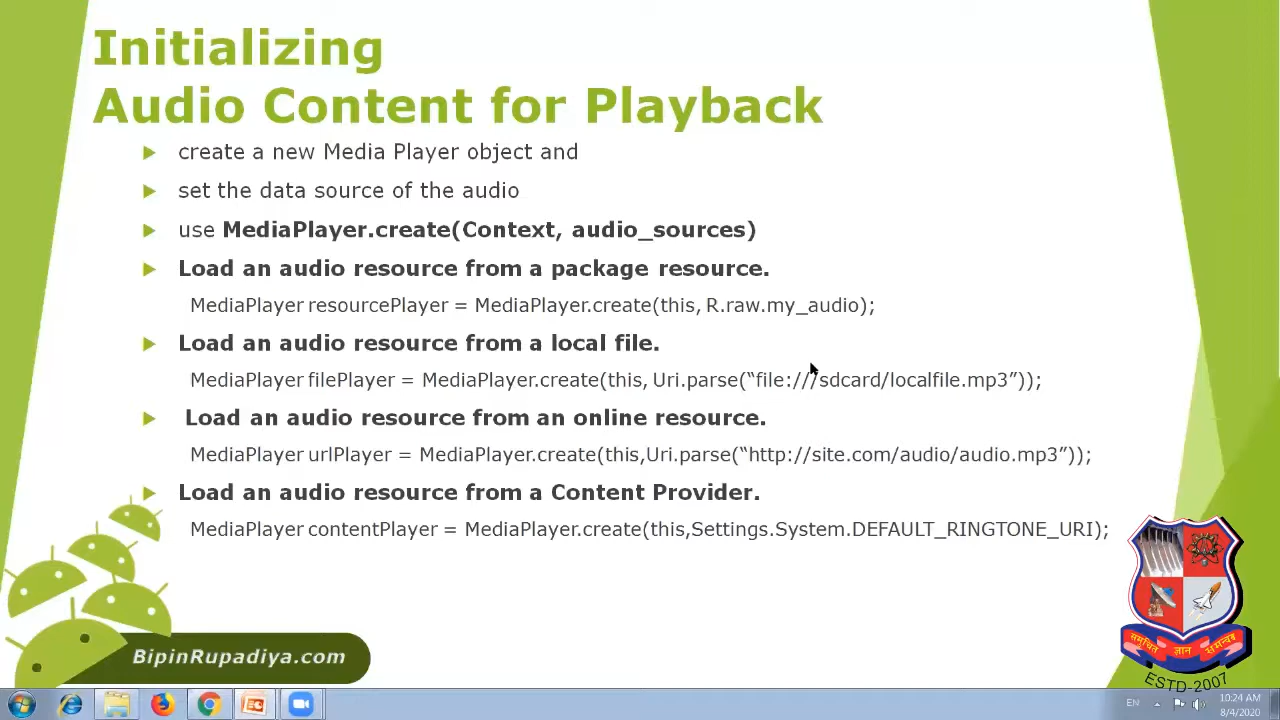 Initializing
Audio Content for Playback
create a new Media Player object and
set the data source of the audio
use MediaPlayer.create(Context, audio_sources)
Load an audio resource from a package resource.
MediaPlayer resourcePlayer = MediaPlayer.create(this, R.raw.my_audio);
Load an audio resource from a local file.
MediaPlayer filePlayer = MediaPlayer.create(this, Uri.parse(“file:///sdcard/localfile.mp3”));
Load an audio resource from an online resource.
MediaPlayer urlPlayer = MediaPlayer.create(this,Uri.parse(“http://site.com/audio/audio.mp3”));
Load an audio resource from a Content Provider.
MediaPlayer contentPlayer = MediaPlayer.create(this,Settings.System.DEFAULT_RINGTONE_URI);
BipinRupadiya.com
समुचित ज्ञान समन्वय
ESTD-2007
EN
10:24 AM
8/4/2020